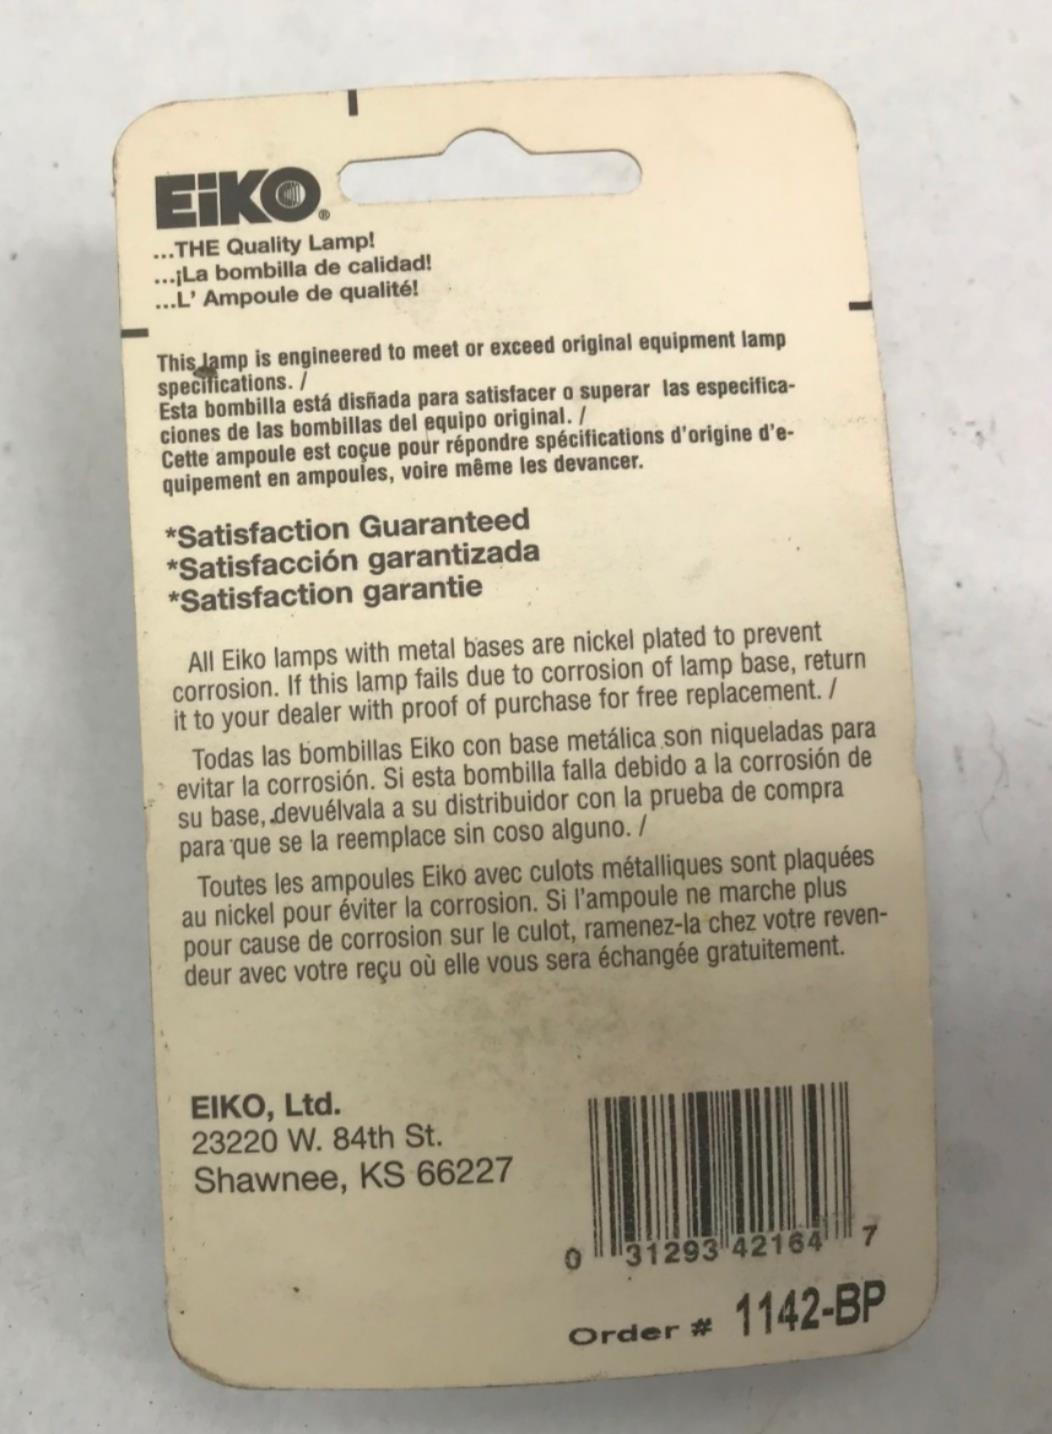 EiKO®
...THE Quality Lamp!
...¡La bombilla de calidad!
...L' Ampoule de qualité!
This lamp is engineered to meet or exceed original equipment lamp
specifications. /
Esta bombilla está disñada para satisfacer o superar las especifica-
ciones de las bombillas del equipo original. /
Cette ampoule est coçue pour répondre spécifications d'origine d'e-
quipement en ampoules, voire même les devancer.
*Satisfaction Guaranteed
*Satisfacción garantizada
*Satisfaction garantie
All Eiko lamps with metal bases are nickel plated to prevent
corrosion. If this lamp fails due to corrosion of lamp base, return
it to your dealer with proof of purchase for free replacement. /
Todas las bombillas Eiko con base metálica son niqueladas para
evitar la corrosión. Si esta bombilla falla debido a la corrosión de
su base, devuélvala a su distribuidor con la prueba de compra
para que se la reemplace sin coso alguno. /
Toutes les ampoules Eiko avec culots métalliques sont plaquées
au nickel pour éviter la corrosion. Si l'ampoule ne marche plus
pour cause de corrosion sur le culot, ramenez-la chez votre reven-
deur avec votre reçu où elle vous sera échangée gratuitement.
EIKO, Ltd.
23220 W. 84th St.
Shawnee, KS 66227
0 31293 42164 7
Order # 1142-BP